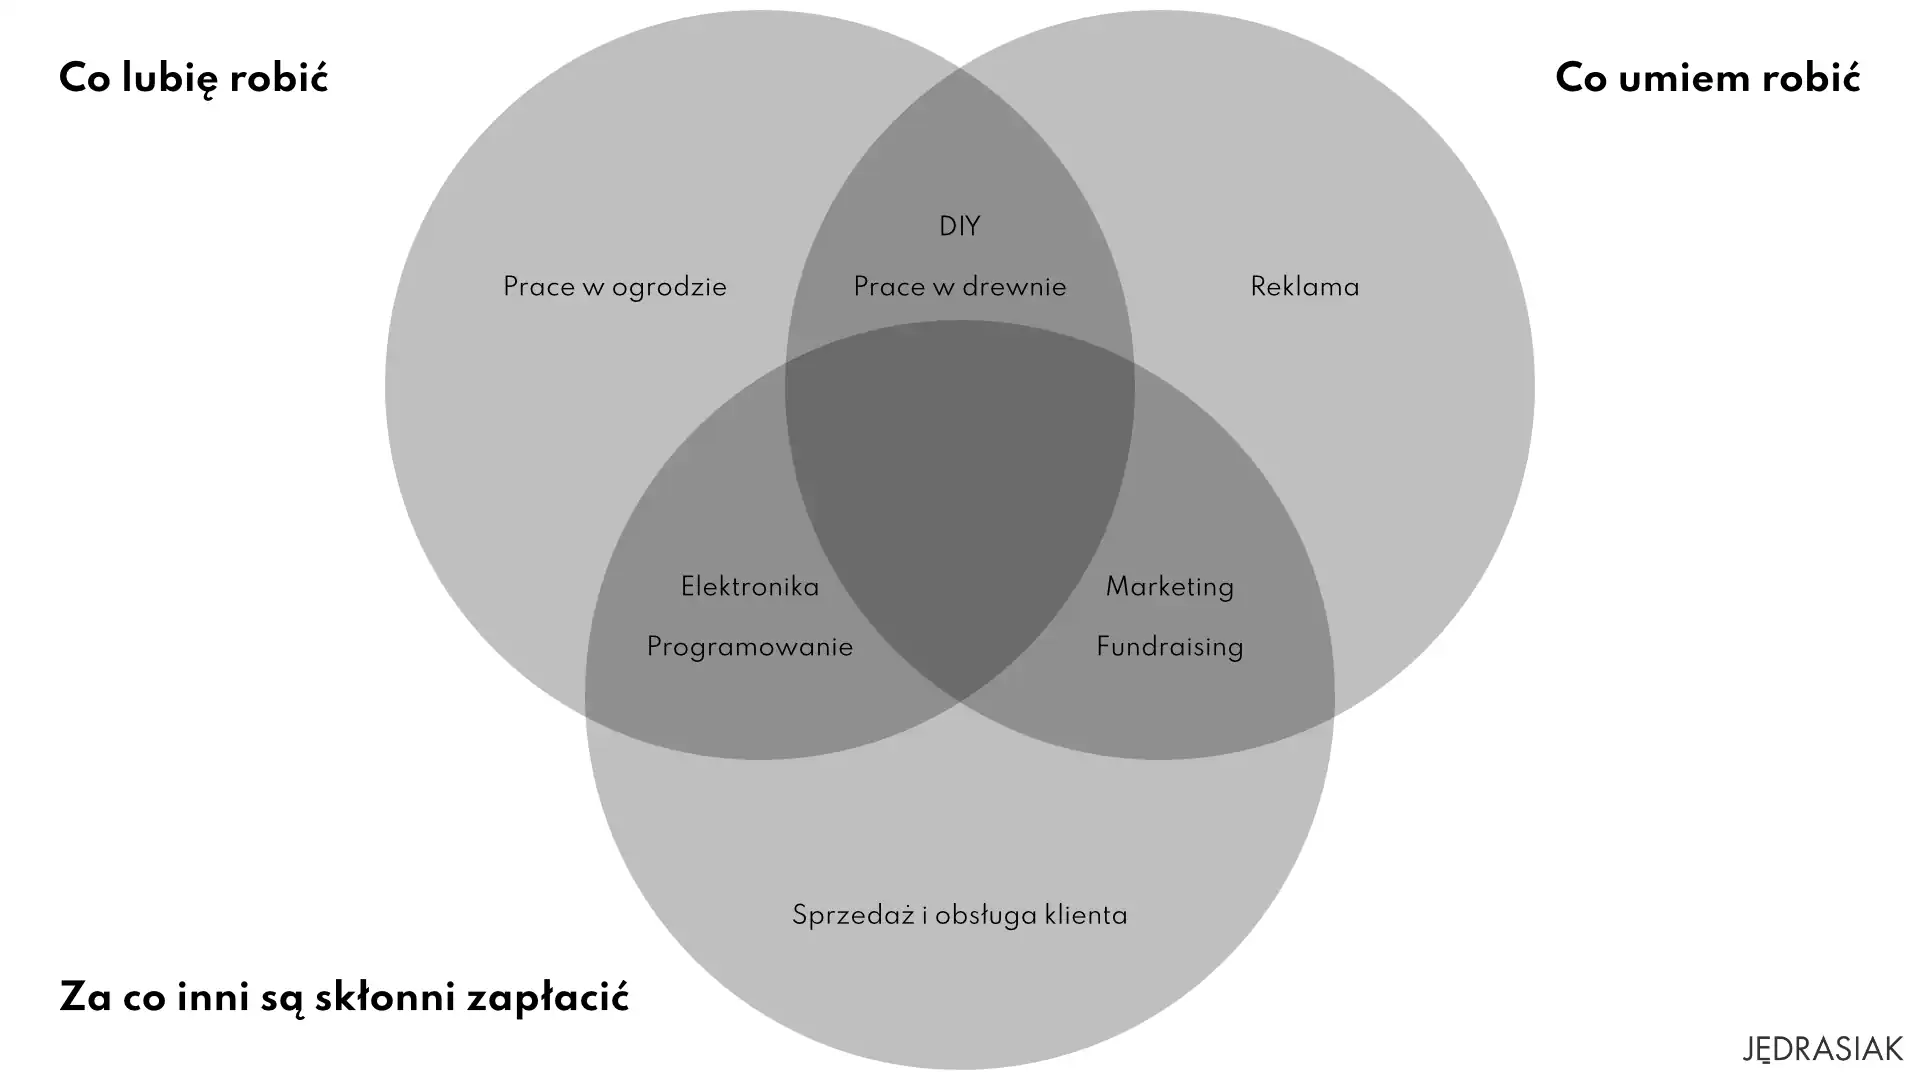 Co lubię robić
Co umiem robić
DIY
Prace w ogrodzie
Prace w drewnie
Reklama
Elektronika
Marketing
Programowanie
Fundraising
Sprzedaż i obsługa klienta
Za co inni są skłonni zapłacić
JĘDRASIAK